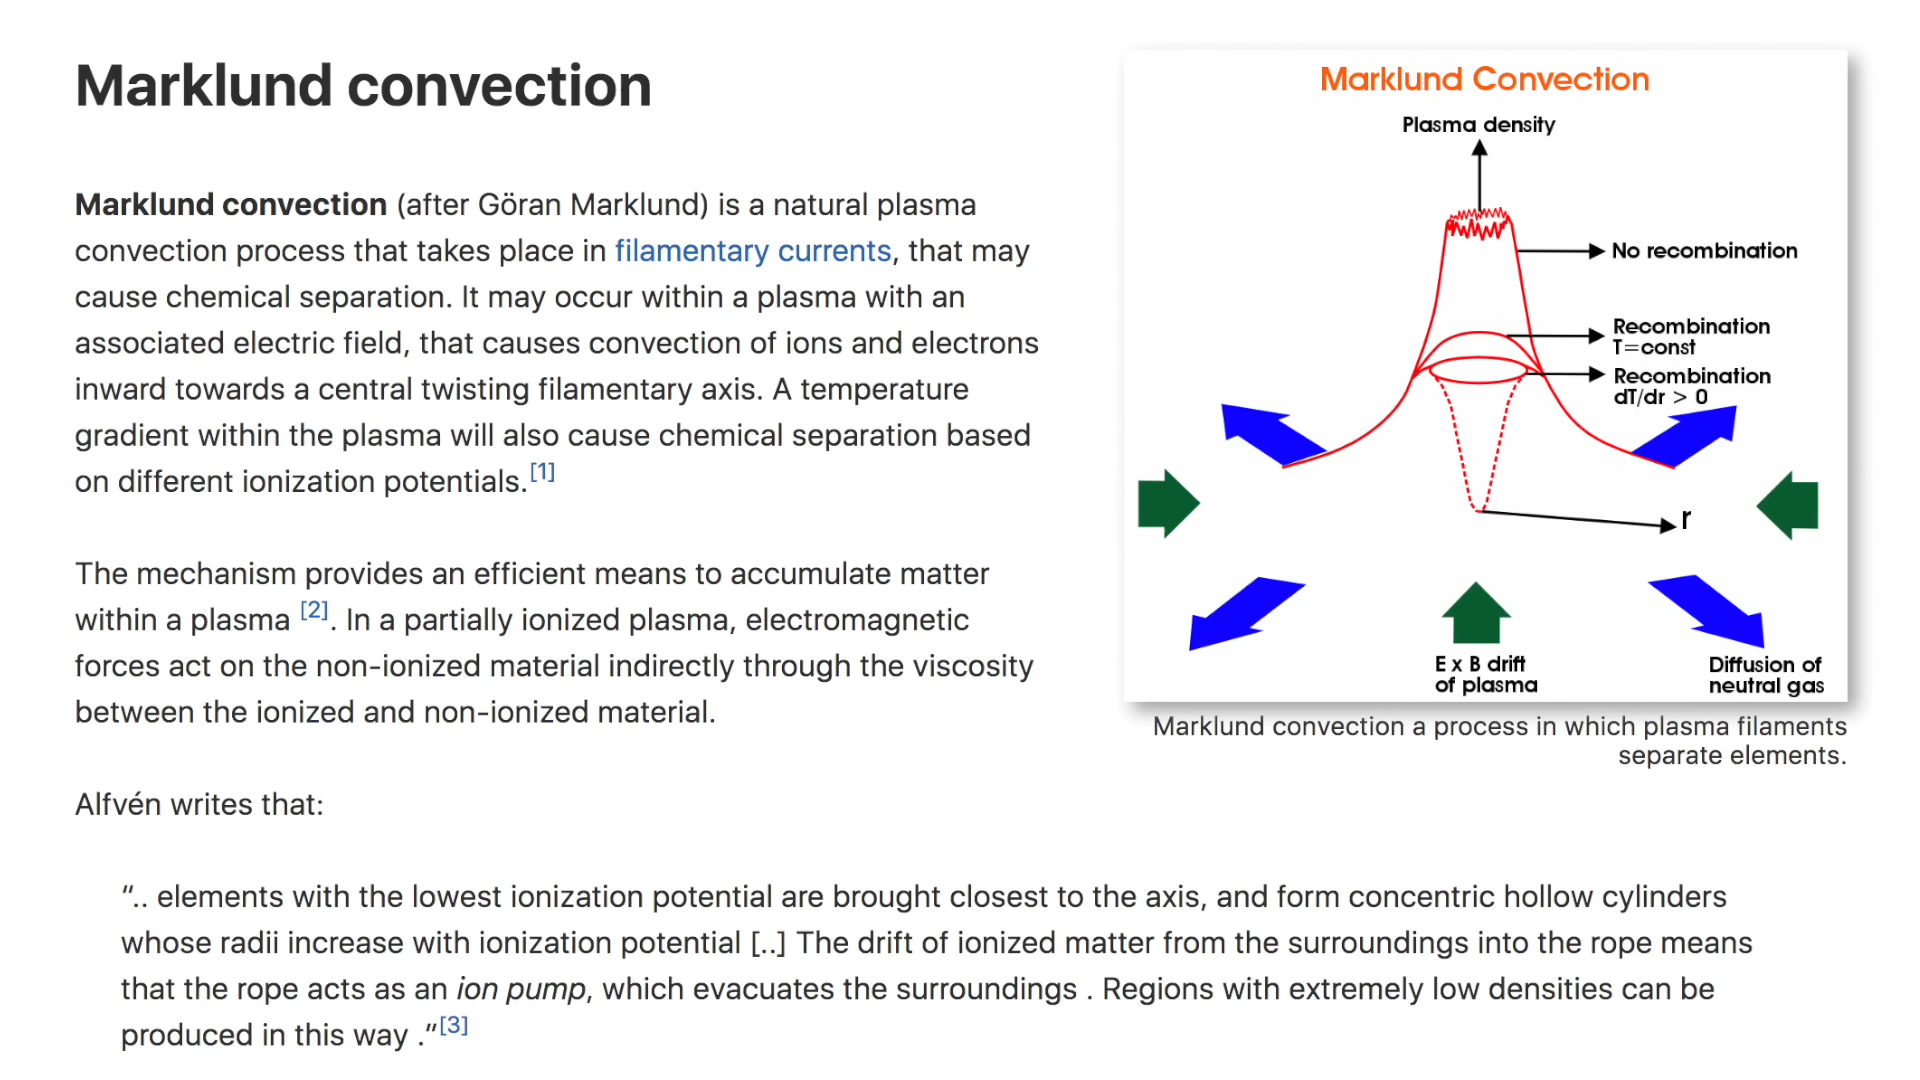 Marklund convection
Marklund convection (after Göran Marklund) is a natural plasma
convection process that takes place in filamentary currents, that may
cause chemical separation. It may occur within a plasma with an
associated electric field, that causes convection of ions and electrons
inward towards a central twisting filamentary axis. A temperature
gradient within the plasma will also cause chemical separation based
on different ionization potentials.[1]
The mechanism provides an efficient means to accumulate matter
within a plasma [2]. In a partially ionized plasma, electromagnetic
forces act on the non-ionized material indirectly through the viscosity
between the ionized and non-ionized material.
Alfvén writes that:
“.. elements with the lowest ionization potential are brought closest to the axis, and form concentric hollow cylinders
whose radii increase with ionization potential [..] The drift of ionized matter from the surroundings into the rope means
that the rope acts as an ion pump, which evacuates the surroundings . Regions with extremely low densities can be
produced in this way .”[3]
Marklund Convection
Plasma density
No recombination
Recombination
T=const
Recombination
dT/dr > 0
r
E x B drift
of plasma
Diffusion of
neutral gas
Marklund convection a process in which plasma filaments
separate elements.